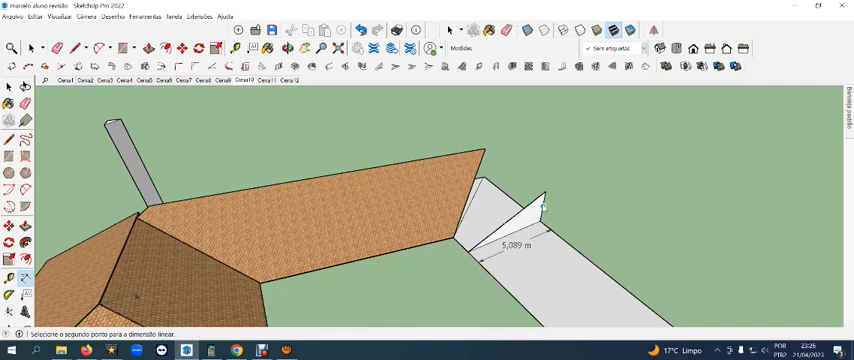 marcelo aluno revisão - SketchUp Pro 2022
Arquivo Editar Visualizar Câmera Desenho Ferramentas Janela Extensões Ajuda
Medidas
Sem etiquetas
Cena1 Cena2 Cena3 Cena4 Cena5 Cena6 Cena7 Cena8 Cena9 Cena10 Cena11 Cena12
Bandeja padrão
5,089 m
Selecione o segundo ponto para a dimensão linear.
17°C Limpo
POR
PTB2
23:26
21/04/2023